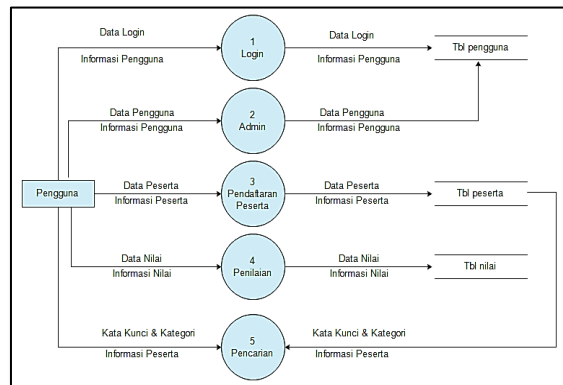 Data Login
Informasi Pengguna
1
Login
Data Login
Informasi Pengguna
Tbl pengguna
Data Pengguna
Informasi Pengguna
2
Admin
Data Pengguna
Informasi Pengguna
Pengguna
Data Peserta
Informasi Peserta
3
Pendaftaran
Peserta
Data Peserta
Informasi Peserta
Tbl peserta
Data Nilai
Informasi Nilai
4
Penilaian
Data Nilai
Informasi Nilai
Tbl nilai
Kata Kunci & Kategori
Informasi Peserta
5
Pencarian
Kata Kunci & Kategori
Informasi Peserta